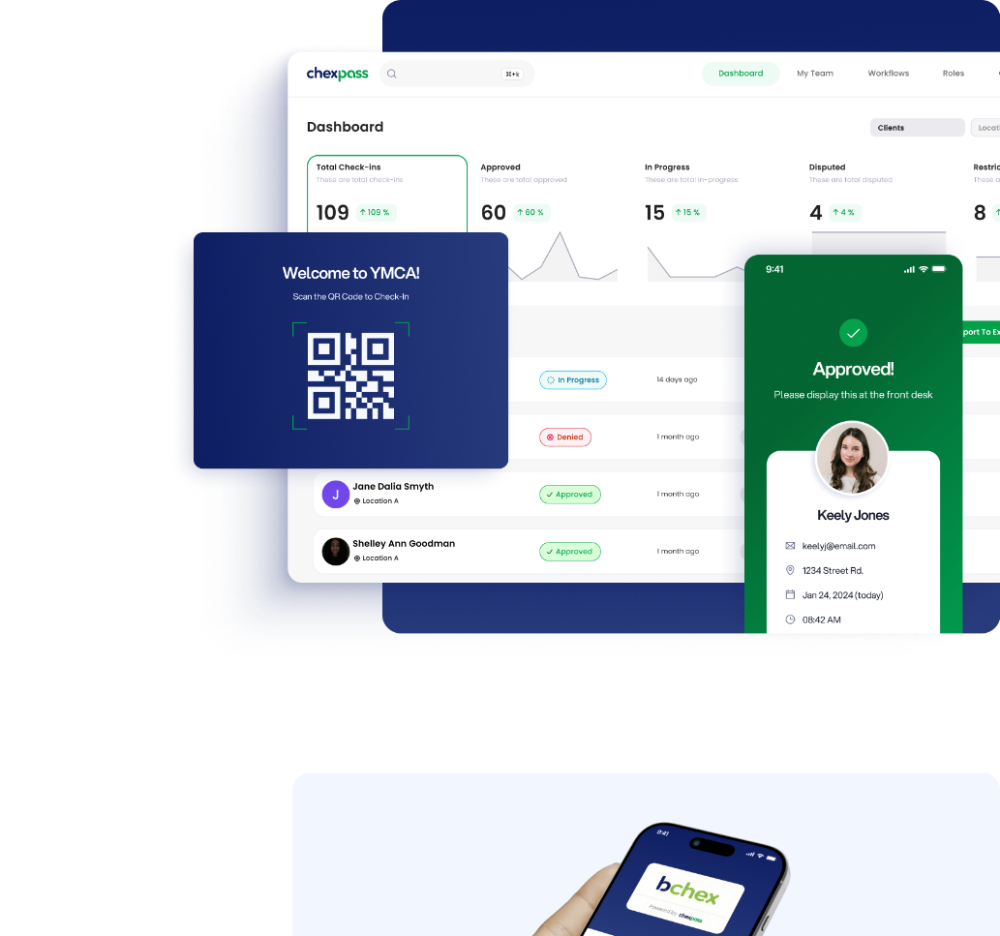 chexpass
⌘+k
Dashboard
My Team
Workflows
Roles
Dashboard
Clients
Locati
Total Check-ins
These are total check-ins
109
↑ 109 %
Approved
These are total approved
60
↑ 60 %
In Progress
These are total in-progress
15
↑ 15 %
Disputed
These are total disputed
4
↑ 4 %
Restric
These a
8
Welcome to YMCA!
Scan the QR Code to Check-In
port To Ex
In Progress
14 days ago
Denied
1 month ago
J
Jane Dalia Smyth
Location A
Approved
1 month ago
Shelley Ann Goodman
Location A
Approved
1 month ago
9:41
Approved!
Please display this at the front desk
Keely Jones
keelyj@email.com
1234 Street Rd.
Jan 24, 2024 (today)
08:42 AM
9:41
bchex
Powered by chexpass